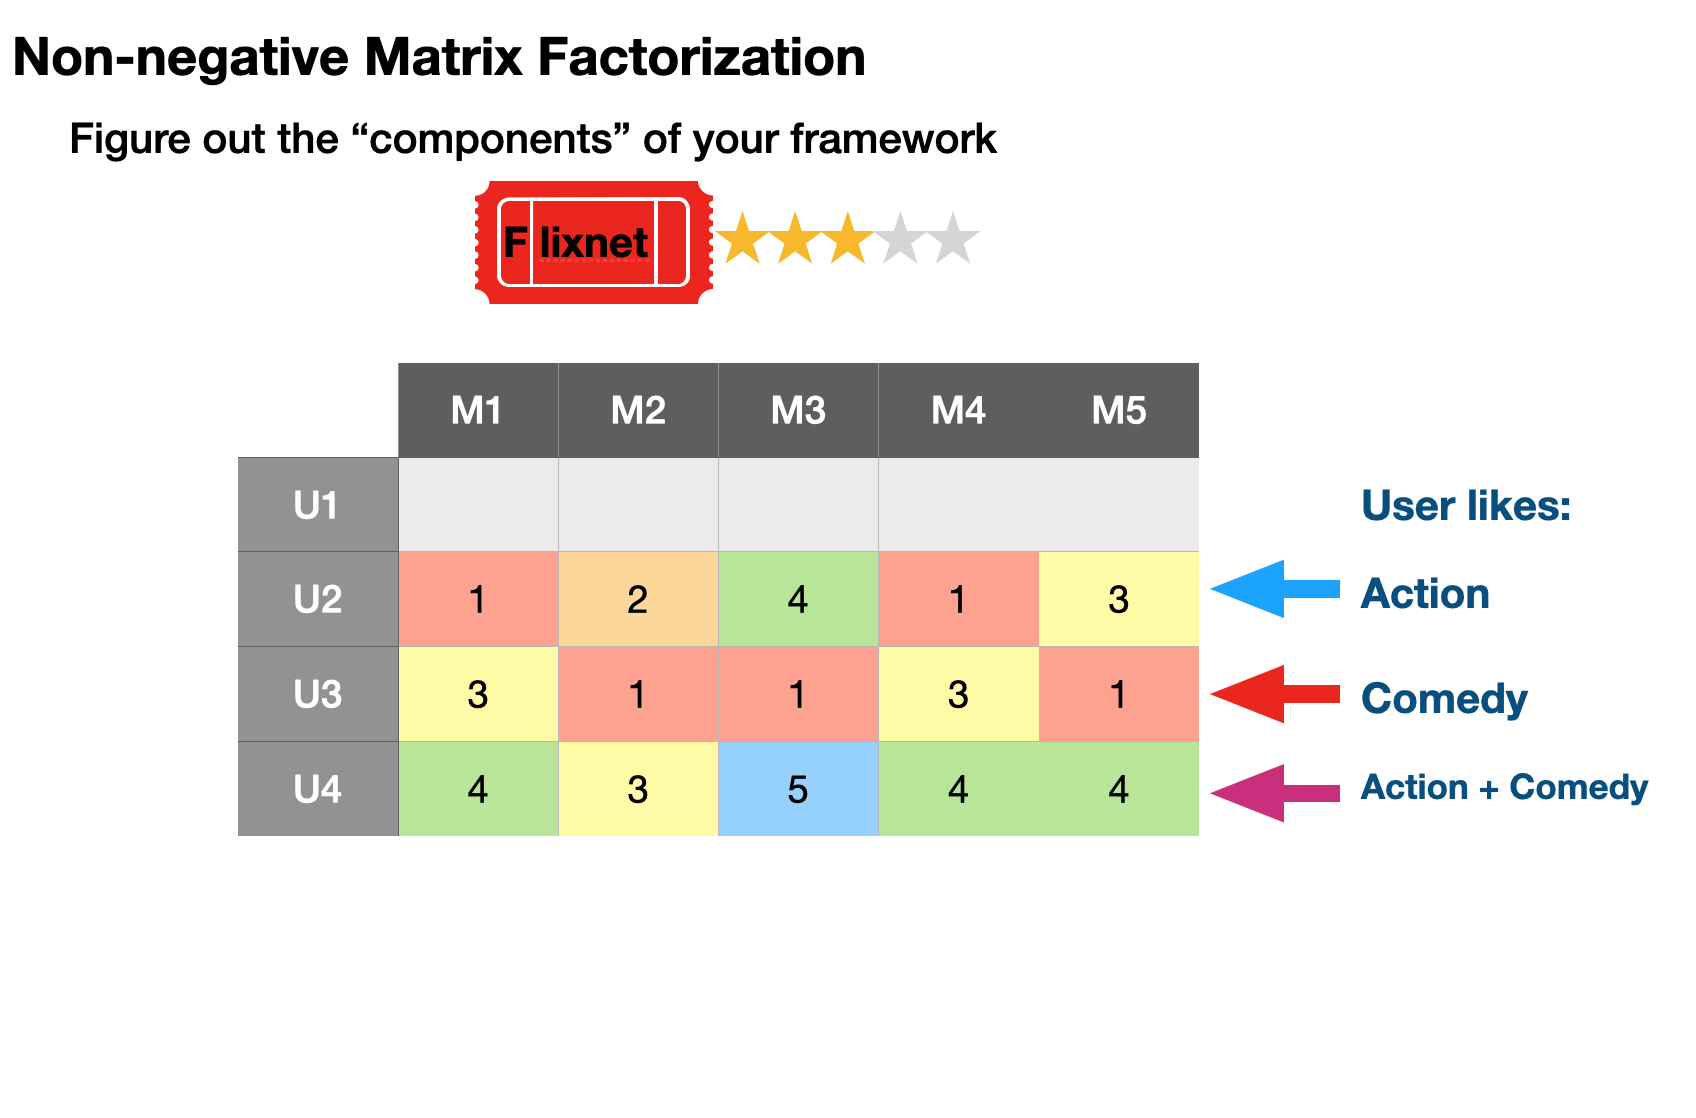 Non-negative Matrix Factorization
Figure out the “components” of your framework
F lixnet
M1 M2 M3 M4 M5
U1
User likes:
U2 1 2 4 1 3
Action
U3 3 1 1 3 1
Comedy
U4 4 3 5 4 4
Action + Comedy